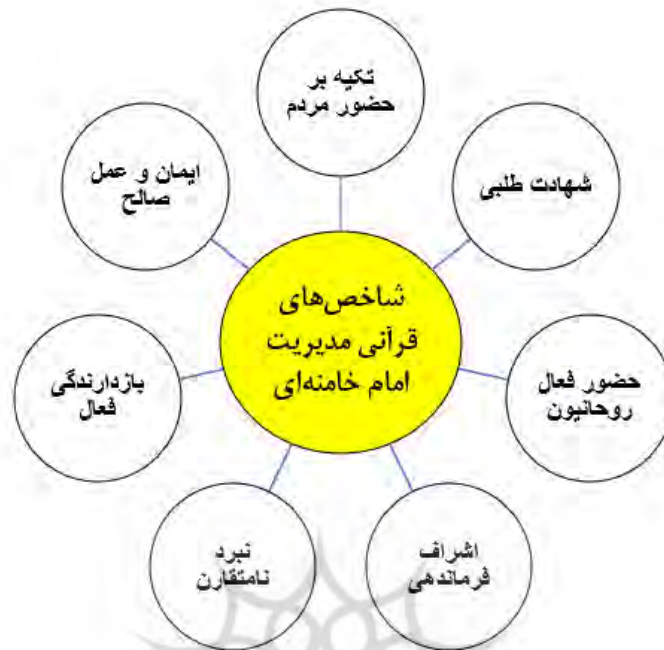 تکیه بر
حضور مردم
شهادت طلبی
حضور فعال
روحانیون
اشراف
فرماندهی
نبرد
نامتقارن
بازدارندگی
فعال
ایمان و عمل
صالح
شاخص‌های
قرآنی مدیریت
امام خامنه‌ای